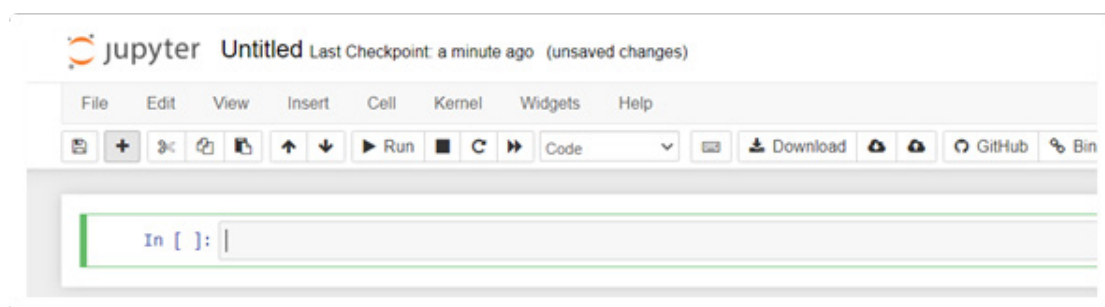 jupyter Untitled Last Checkpoint: a minute ago (unsaved changes)
File Edit View Insert Cell Kernel Widgets Help
Run Code Download GitHub Bin
In [ ]: